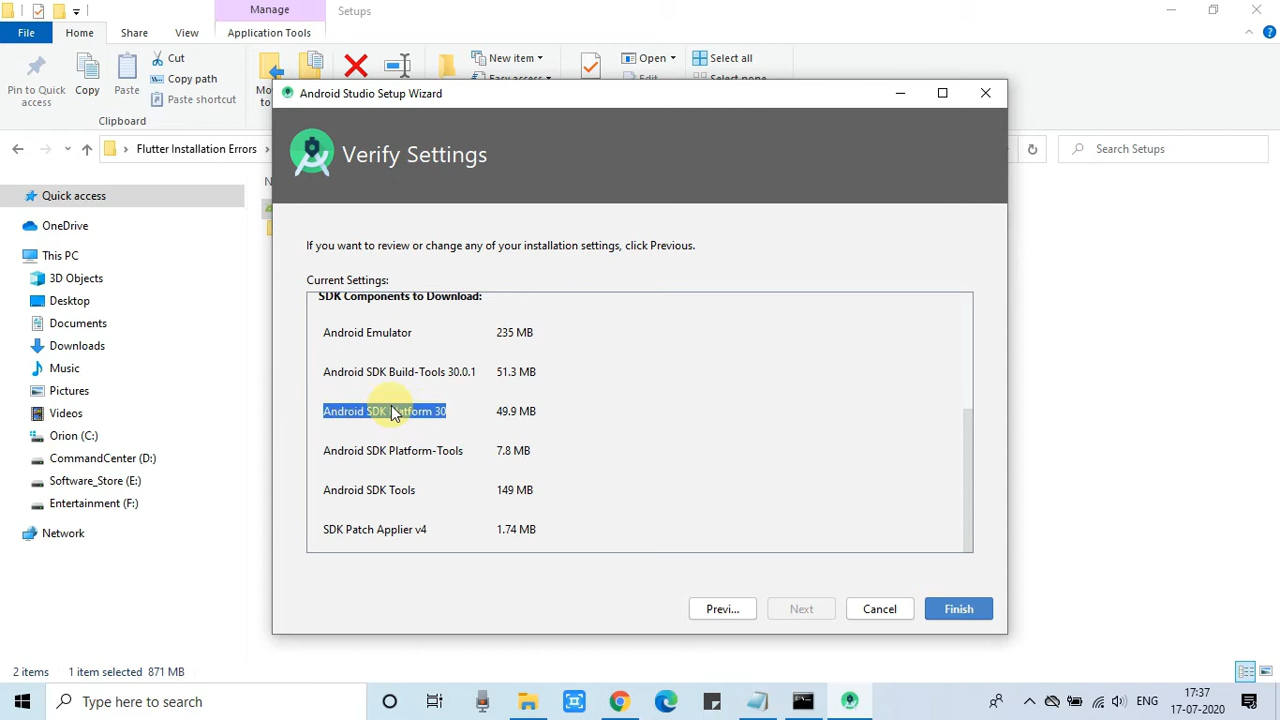 Manage
Setups
File
Home
Share
View
Application Tools
Pin to Quick access
Copy
Paste
Cut
Copy path
Paste shortcut
Clipboard
New item
Easy access
Open
Edit
Select all
Select none
Flutter Installation Errors
Search Setups
Quick access
OneDrive
This PC
3D Objects
Desktop
Documents
Downloads
Music
Pictures
Videos
Orion (C:)
CommandCenter (D:)
Software_Store (E:)
Entertainment (F:)
Network
Android Studio Setup Wizard
Verify Settings
If you want to review or change any of your installation settings, click Previous.
Current Settings:
SDK Components to Download:
Android Emulator 235 MB
Android SDK Build-Tools 30.0.1 51.3 MB
Android SDK Platform 30 49.9 MB
Android SDK Platform-Tools 7.8 MB
Android SDK Tools 149 MB
SDK Patch Applier v4 1.74 MB
Previ...
Next
Cancel
Finish
2 items
1 item selected 871 MB
Type here to search
ENG
17:37
17-07-2020